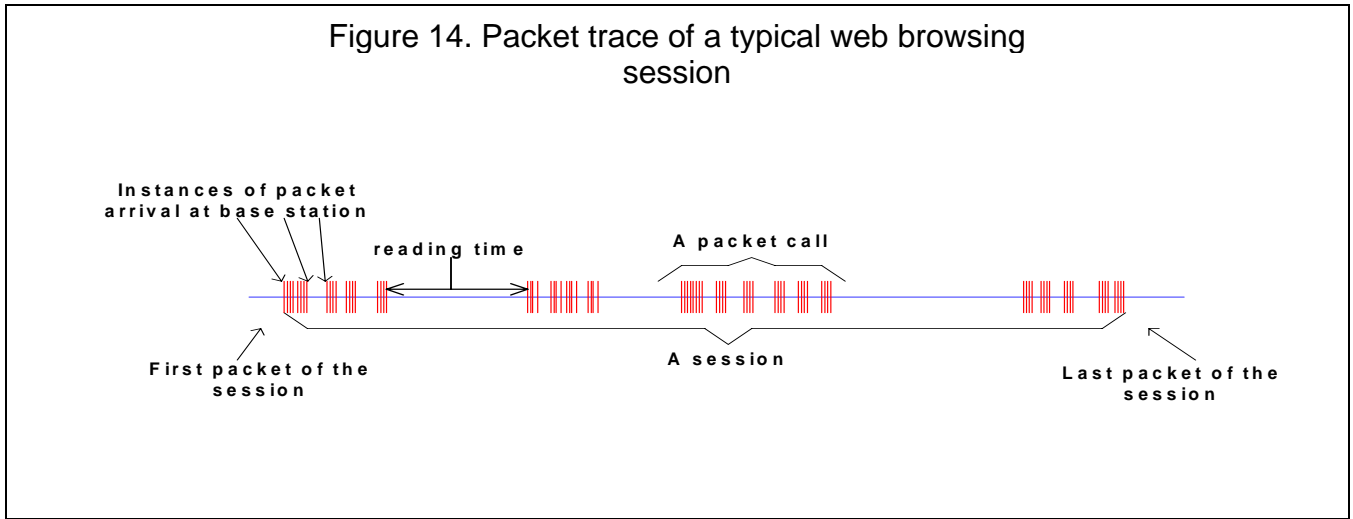 Figure 14. Packet trace of a typical web browsing
session
Instances of packet
arrival at base station
reading time
A packet call
First packet of the
session
A session
Last packet of the
session